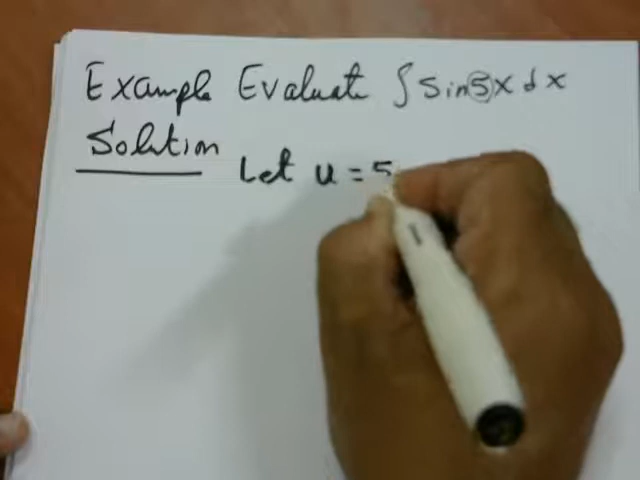 Example Evaluate ∫ Sin5x dx
Solution Let u = 5